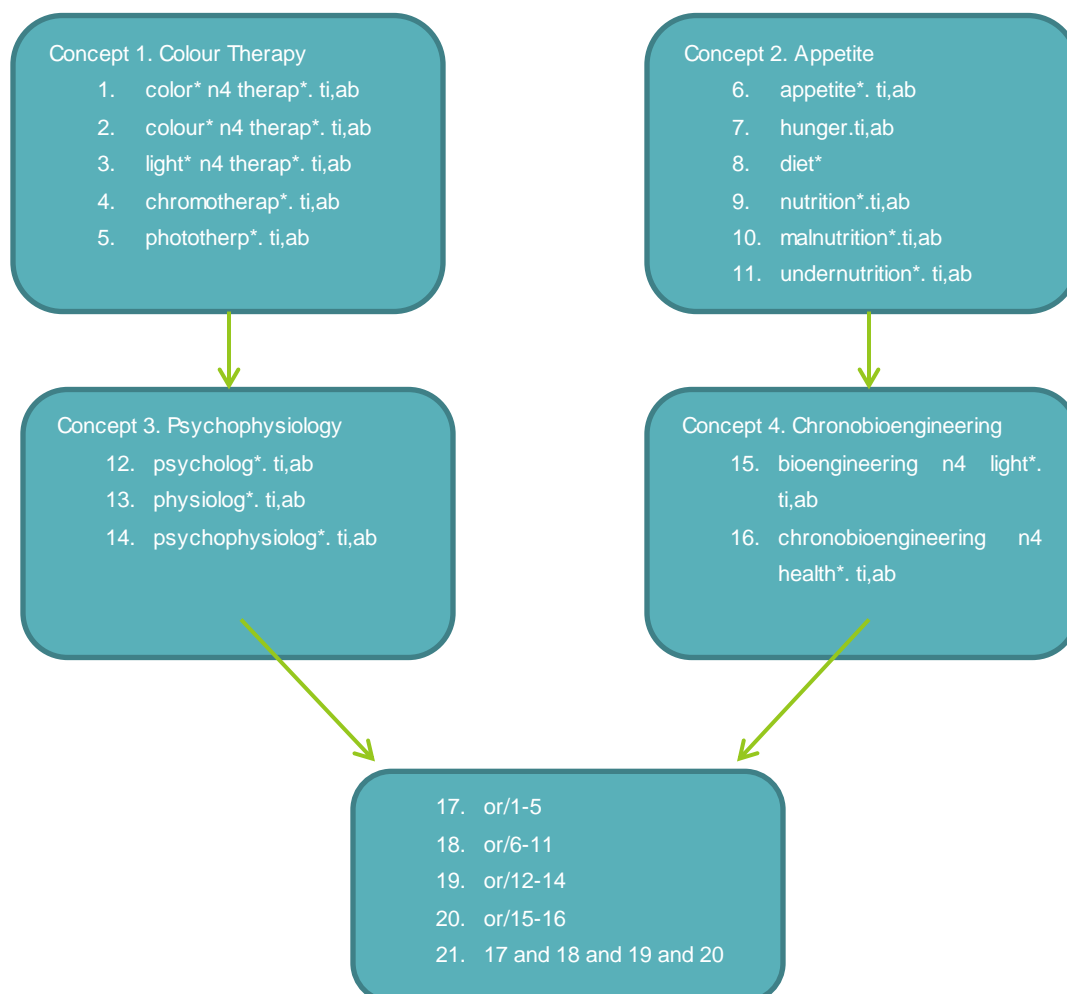 Concept 1. Colour Therapy
1. color* n4 therap*. ti,ab
2. colour* n4 therap*. ti,ab
3. light* n4 therap*. ti,ab
4. chromotherap*. ti,ab
5. phototherp*. ti,ab
Concept 2. Appetite
6. appetite*. ti,ab
7. hunger.ti,ab
8. diet*
9. nutrition*.ti,ab
10. malnutrition*.ti,ab
11. undernutrition*. ti,ab
Concept 3. Psychophysiology
12. psycholog*. ti,ab
13. physiolog*. ti,ab
14. psychophysiolog*. ti,ab
Concept 4. Chronobioengineering
15. bioengineering n4 light*.
ti,ab
16. chronobioengineering n4
health*. ti,ab
17. or/1-5
18. or/6-11
19. or/12-14
20. or/15-16
21. 17 and 18 and 19 and 20